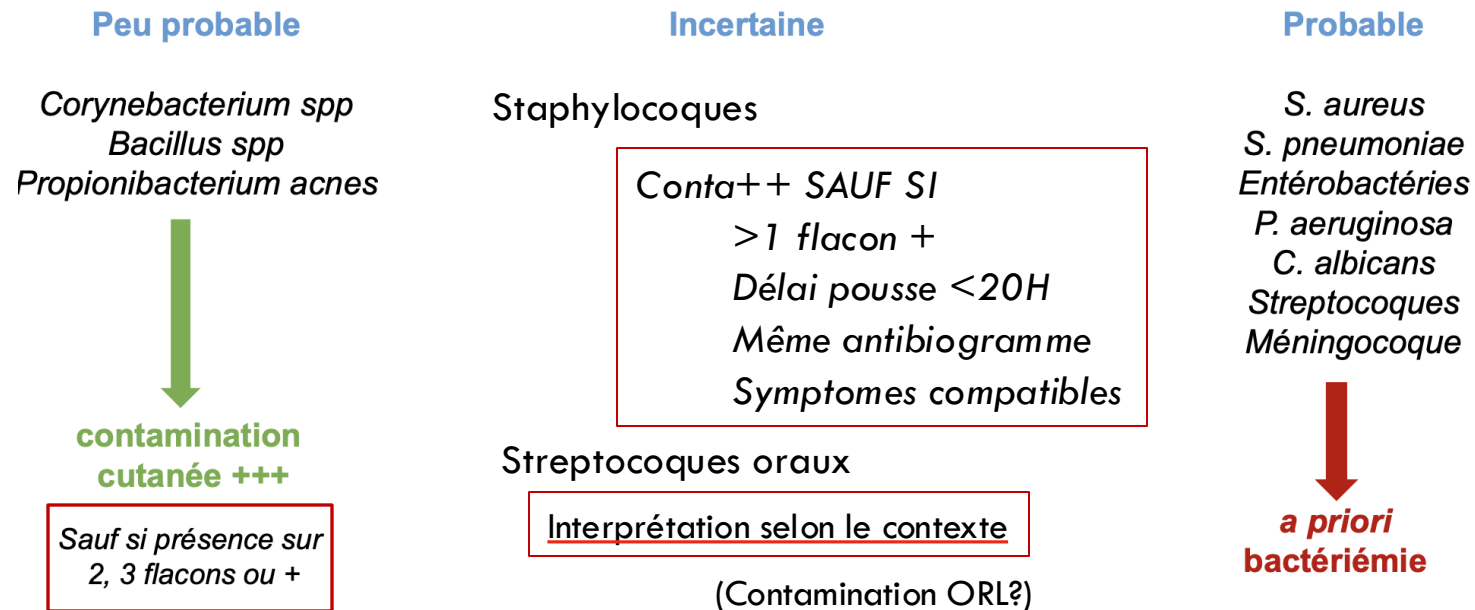 Peu probable
Corynebacterium spp
Bacillus spp
Propionibacterium acnes
contamination
cutanée +++
Sauf si présence sur
2, 3 flacons ou +
Incertaine
Staphylocoques
Conta++ SAUF SI
>1 flacon +
Délai pousse <20H
Même antibiogramme
Symptomes compatibles
Streptocoques oraux
Interprétation selon le contexte
(Contamination ORL?)
Probable
S. aureus
S. pneumoniae
Entérobactéries
P. aeruginosa
C. albicans
Streptocoques
Méningocoque
a priori
bactériémie